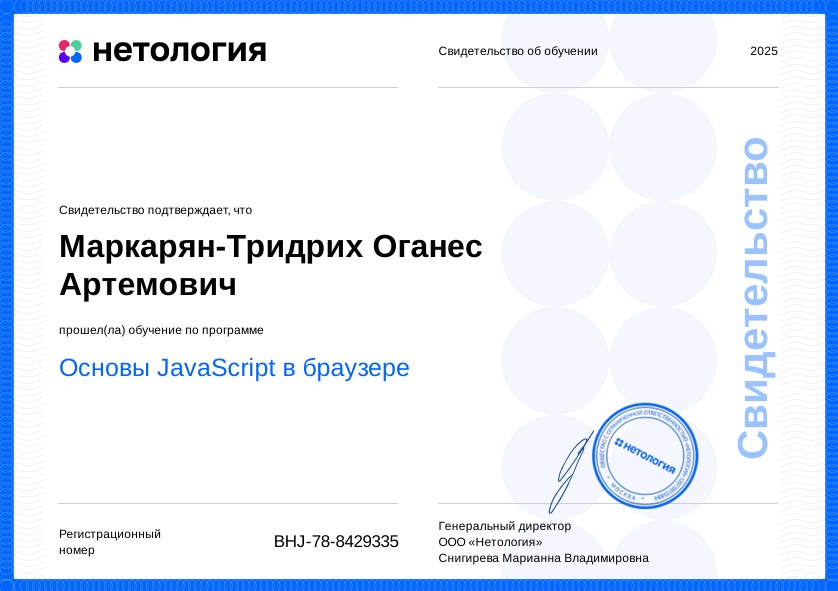 нетология
Свидетельство об обучении
2025
Свидетельство подтверждает, что
Маркарян-Тридрих Оганес
Артемович
прошел(ла) обучение по программе
Основы JavaScript в браузере
Свидетельство
нетология
МОСКВА
Регистрационный
номер
BHJ-78-8429335
Генеральный директор
ООО «Нетология»
Снигирева Марианна Владимировна